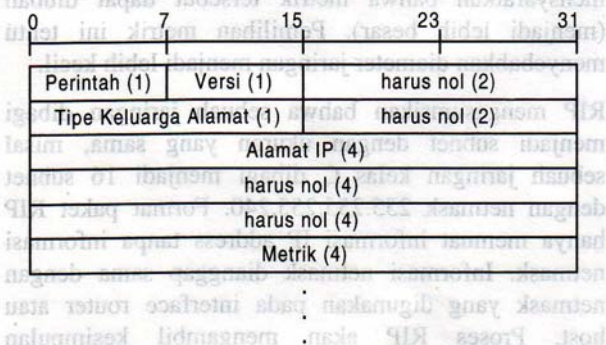 0 7 15 23 31
Perintah (1) Versi (1) harus nol (2)
Tipe Keluarga Alamat (1) harus nol (2)
Alamat IP (4)
harus nol (4)
harus nol (4)
Metrik (4)